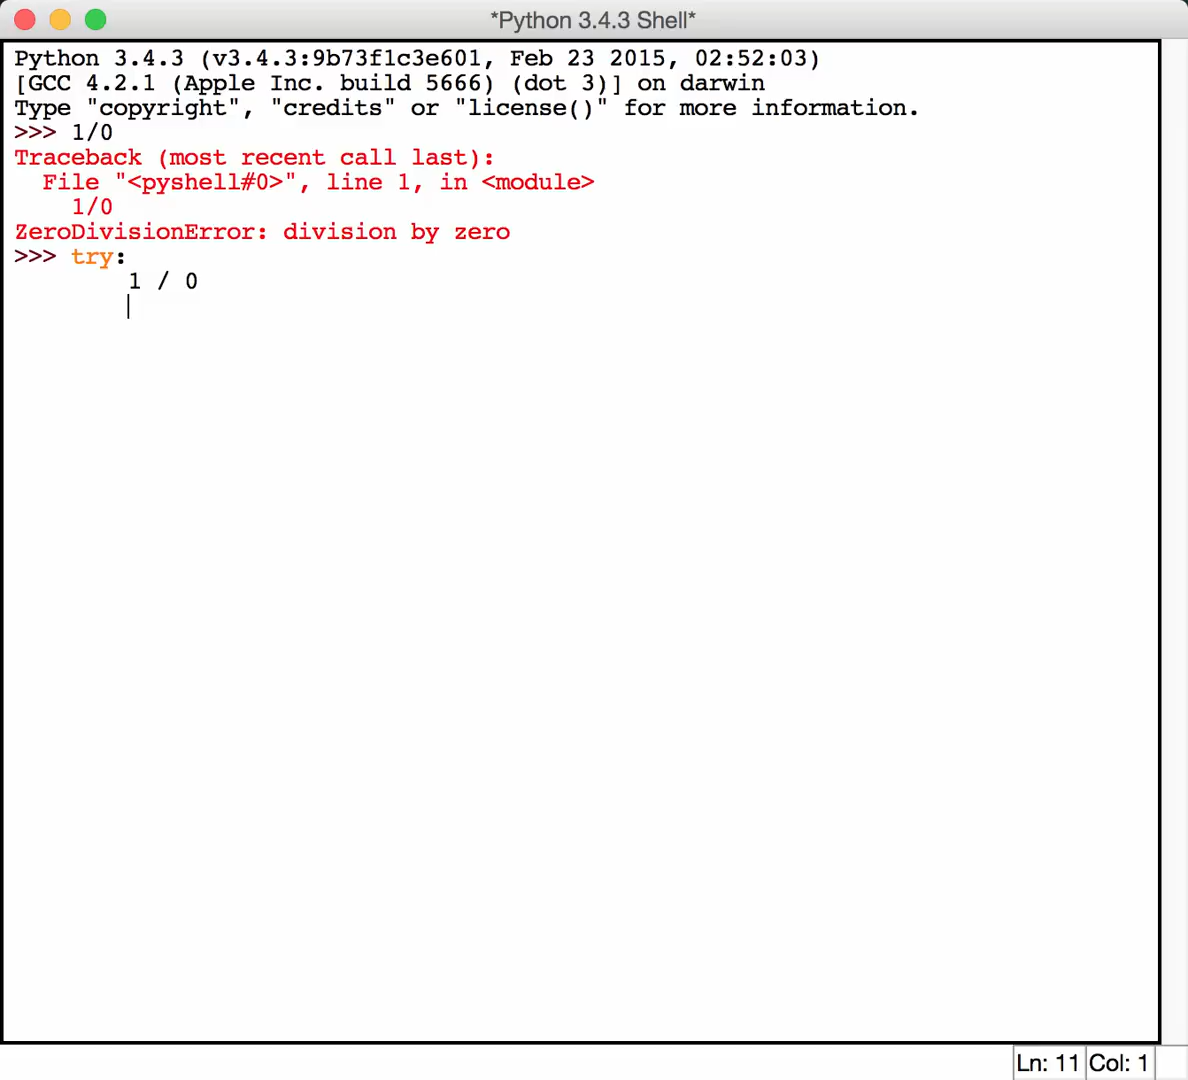 *Python 3.4.3 Shell*
Python 3.4.3 (v3.4.3:9b73f1c3e601, Feb 23 2015, 02:52:03)
[GCC 4.2.1 (Apple Inc. build 5666) (dot 3)] on darwin
Type "copyright", "credits" or "license()" for more information.
>>> 1/0
Traceback (most recent call last):
  File "<pyshell#0>", line 1, in <module>
    1/0
ZeroDivisionError: division by zero
>>> try:
        1 / 0
Ln: 11 Col: 1